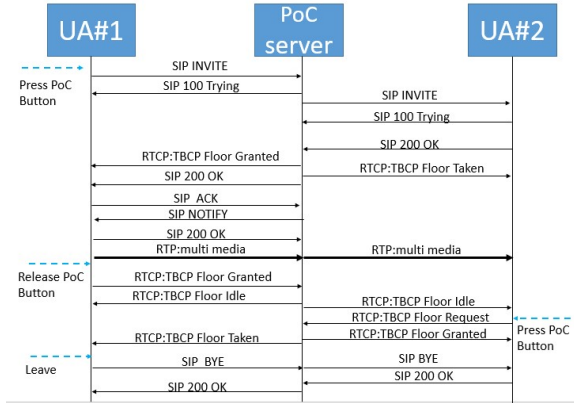 UA#1
PoC
server
UA#2
SIP INVITE
Press PoC
Button
SIP 100 Trying
SIP INVITE
SIP 100 Trying
SIP 200 OK
RTCP:TBCP Floor Granted
RTCP:TBCP Floor Taken
SIP 200 OK
SIP ACK
SIP NOTIFY
SIP 200 OK
RTP:multi media
RTP:multi media
Release PoC
Button
RTCP:TBCP Floor Granted
RTCP:TBCP Floor Idle
RTCP:TBCP Floor Idle
RTCP:TBCP Floor Request
Press PoC
Button
RTCP:TBCP Floor Granted
RTCP:TBCP Floor Taken
Leave
SIP BYE
SIP BYE
SIP 200 OK
SIP 200 OK